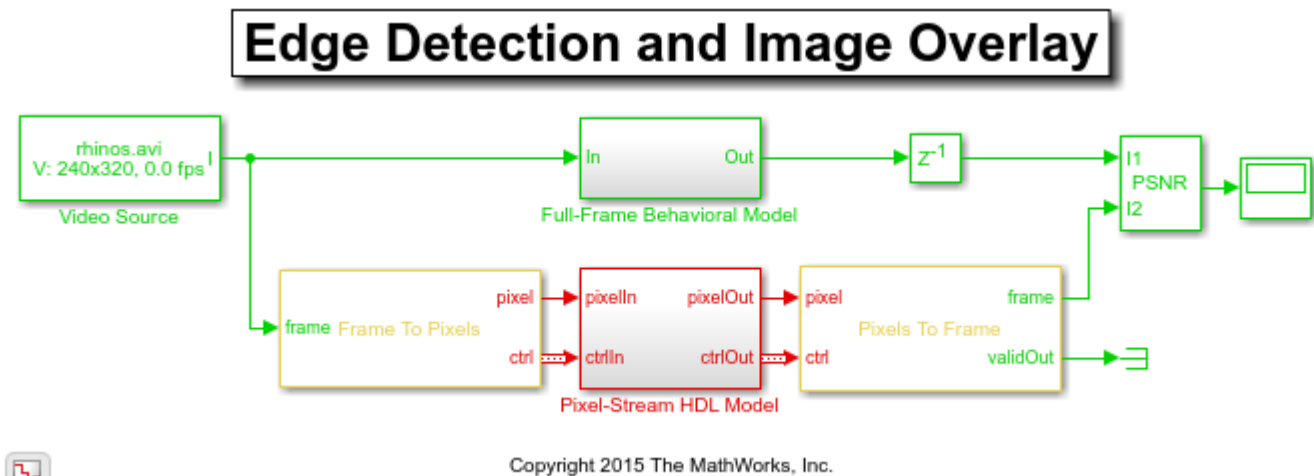 Edge Detection and Image Overlay
rhinos.avi
V: 240x320, 0.0 fps
I
Video Source
In
Out
Full-Frame Behavioral Model
Z-1
I1
PSNR
I2
frame
Frame To Pixels
pixel
ctrl
pixelIn
pixelOut
ctrlIn
ctrlOut
Pixel-Stream HDL Model
pixel
ctrl
Pixels To Frame
frame
validOut
Copyright 2015 The MathWorks, Inc.